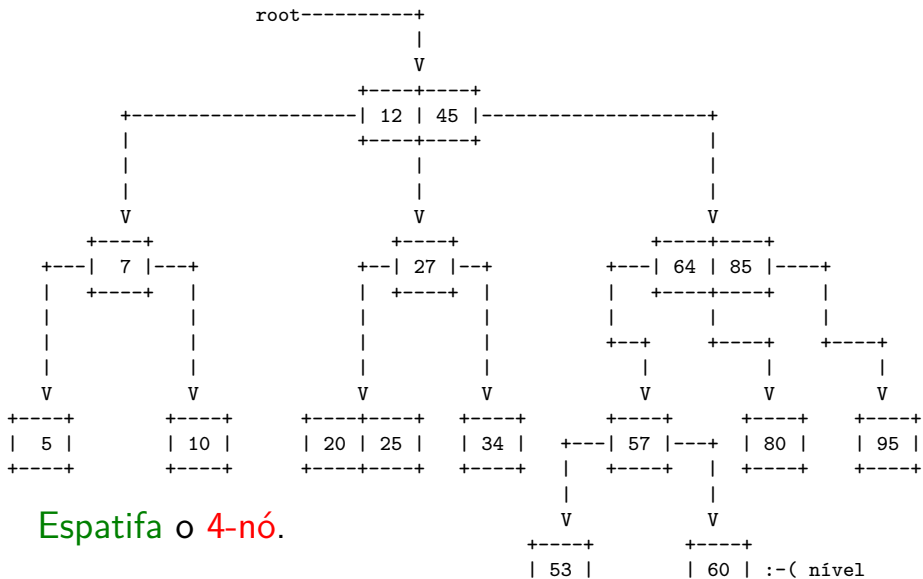 root-----------+
|
V
+----+----+
+--------------------| 12 | 45 |--------------------+
| +----+----+ |
| | |
| | |
V V V
+-----+ +----+ +----+----+
+---|  7 |---+ +--| 27 |--+ +---| 64 | 85 |----+
| +----+ | | +----+ | | +----+----+ |
| | | | | | |
| | | | +--+ +----+ +----+
| | | | | | |
V V V V V V V
+----+ +----+ +----+----+ +----+ +-----+ +----+ +----+
| 5 | | 10 | | 20 | 25 | | 34 | +---| 57 |---+ | 80 | | 95 |
+----+ +----+ +----+----+ +----+ | +----+ | +----+ +----+
| |
V V
Espatifa o 4-nó.
+----+ +----+
| 53 | | 60 | :-( nível